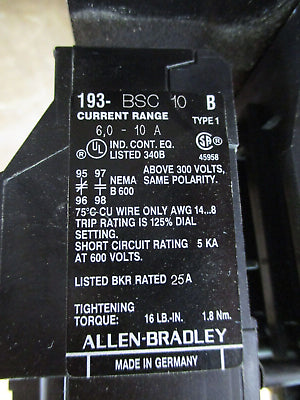 193- BSC 10 B
CURRENT RANGE TYPE 1
6,0 - 10 A
UL IND. CONT. EQ. SA
LISTED 340B 45958
95 97 ABOVE 300 VOLTS,
NEMA SAME POLARITY.
B 600
96 98
75°C CU WIRE ONLY AWG 14...8
TRIP RATING IS 125% DIAL
SETTING.
SHORT CIRCUIT RATING 5 KA
AT 600 VOLTS.
LISTED BKR RATED 25A
TIGHTENING
TORQUE: 16 LB.-IN. 1.8 Nm.
ALLEN-BRADLEY
MADE IN GERMANY